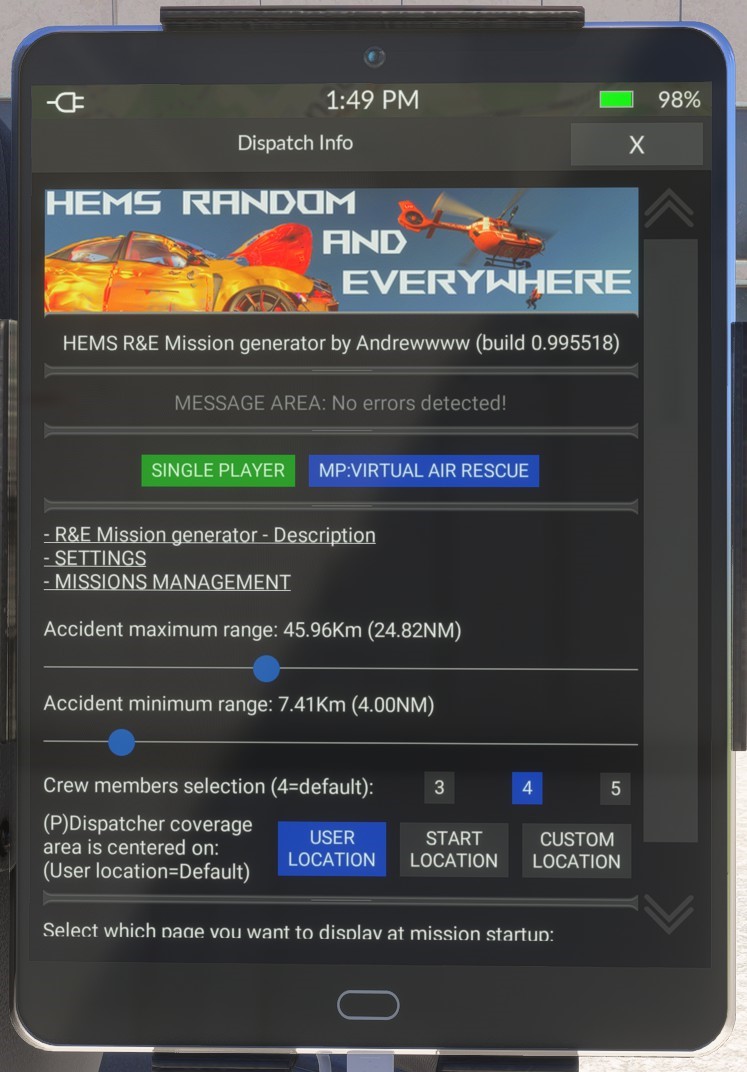 1:49 PM
98%
Dispatch Info
X
HEMS RANDOM
AND
EVERYWHERE
HEMS R&E Mission generator by Andrewwww (build 0.995518)
MESSAGE AREA: No errors detected!
SINGLE PLAYER
MP:VIRTUAL AIR RESCUE
- R&E Mission generator - Description
- SETTINGS
- MISSIONS MANAGEMENT
Accident maximum range: 45.96Km (24.82NM)
Accident minimum range: 7.41Km (4.00NM)
Crew members selection (4=default):
3
4
5
(P)Dispatcher coverage
area is centered on:
(User location=Default)
USER
LOCATION
START
LOCATION
CUSTOM
LOCATION
Select which page you want to display at mission startup: